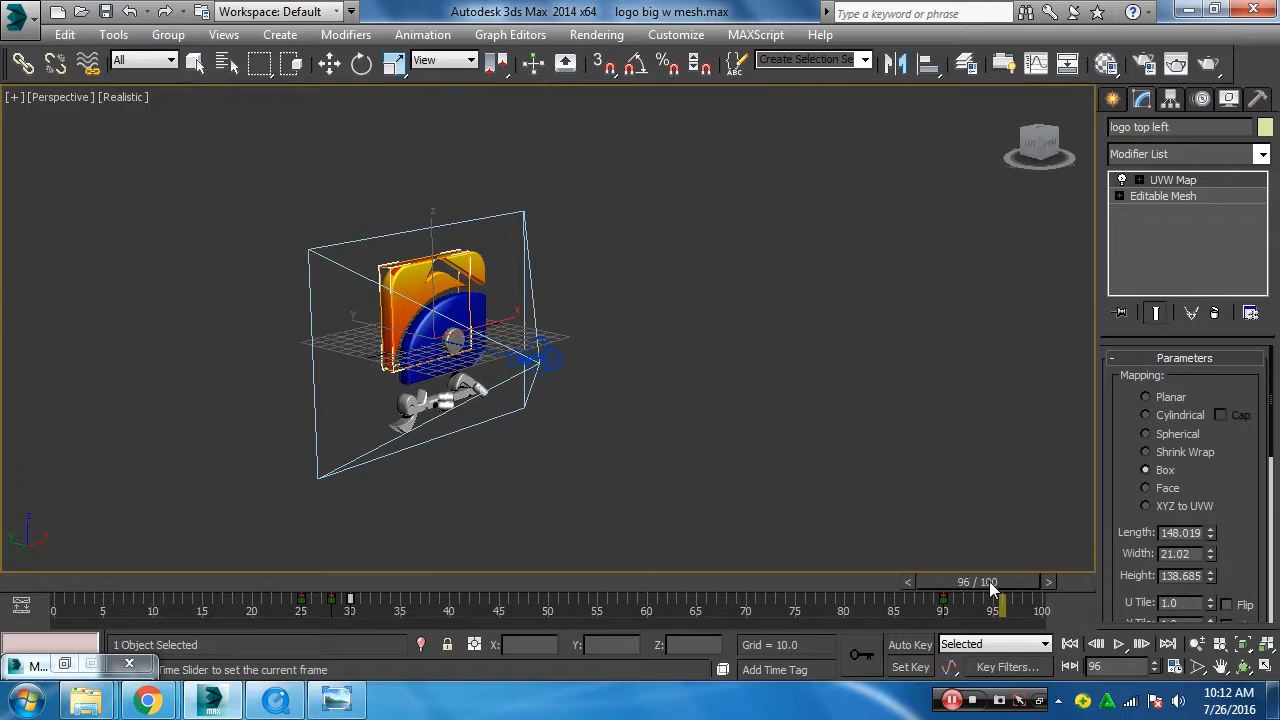 Workspace: Default
Autodesk 3ds Max 2014 x64 logo big w mesh.max
Type a keyword or phrase
MAX
Edit Tools Group Views Create Modifiers Animation Graph Editors Rendering Customize MAXScript Help
All View Create Selection Se
3 % ABC
[+] [Perspective] [Realistic]
logo top left
Modifier List
UVW Map
Editable Mesh
z
y
x
Parameters
Mapping:
Planar
Cylindrical Cap
Spherical
Shrink Wrap
Box
Face
XYZ to UVW
Length: 148.019
Width: 21.02
Height: 138.685
U Tile: 1.0 Flip
z
y x
< 96 / 100 >
0 5 10 15 20 25 30 35 40 45 50 55 60 65 70 75 80 85 90 95 100
1 Object Selected X: Y: Z: Grid = 10.0 Auto Key Selected
M... Time Slider to set the current frame Add Time Tag Set Key Key Filters... 96
MAX
10:12 AM
7/26/2016